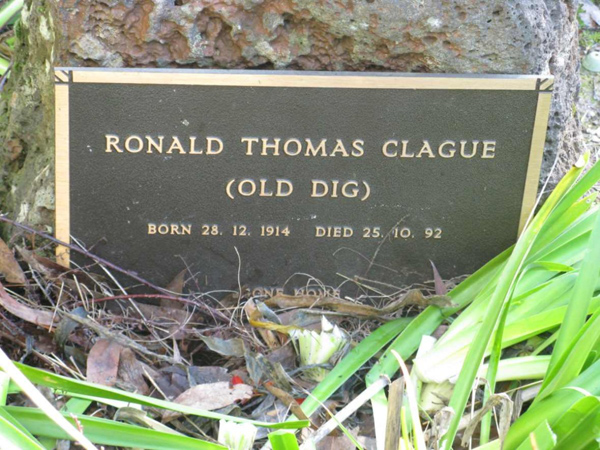 RONALD THOMAS CLAGUE
(OLD DIG)
BORN 28. 12. 1914 DIED 25. 10. 92